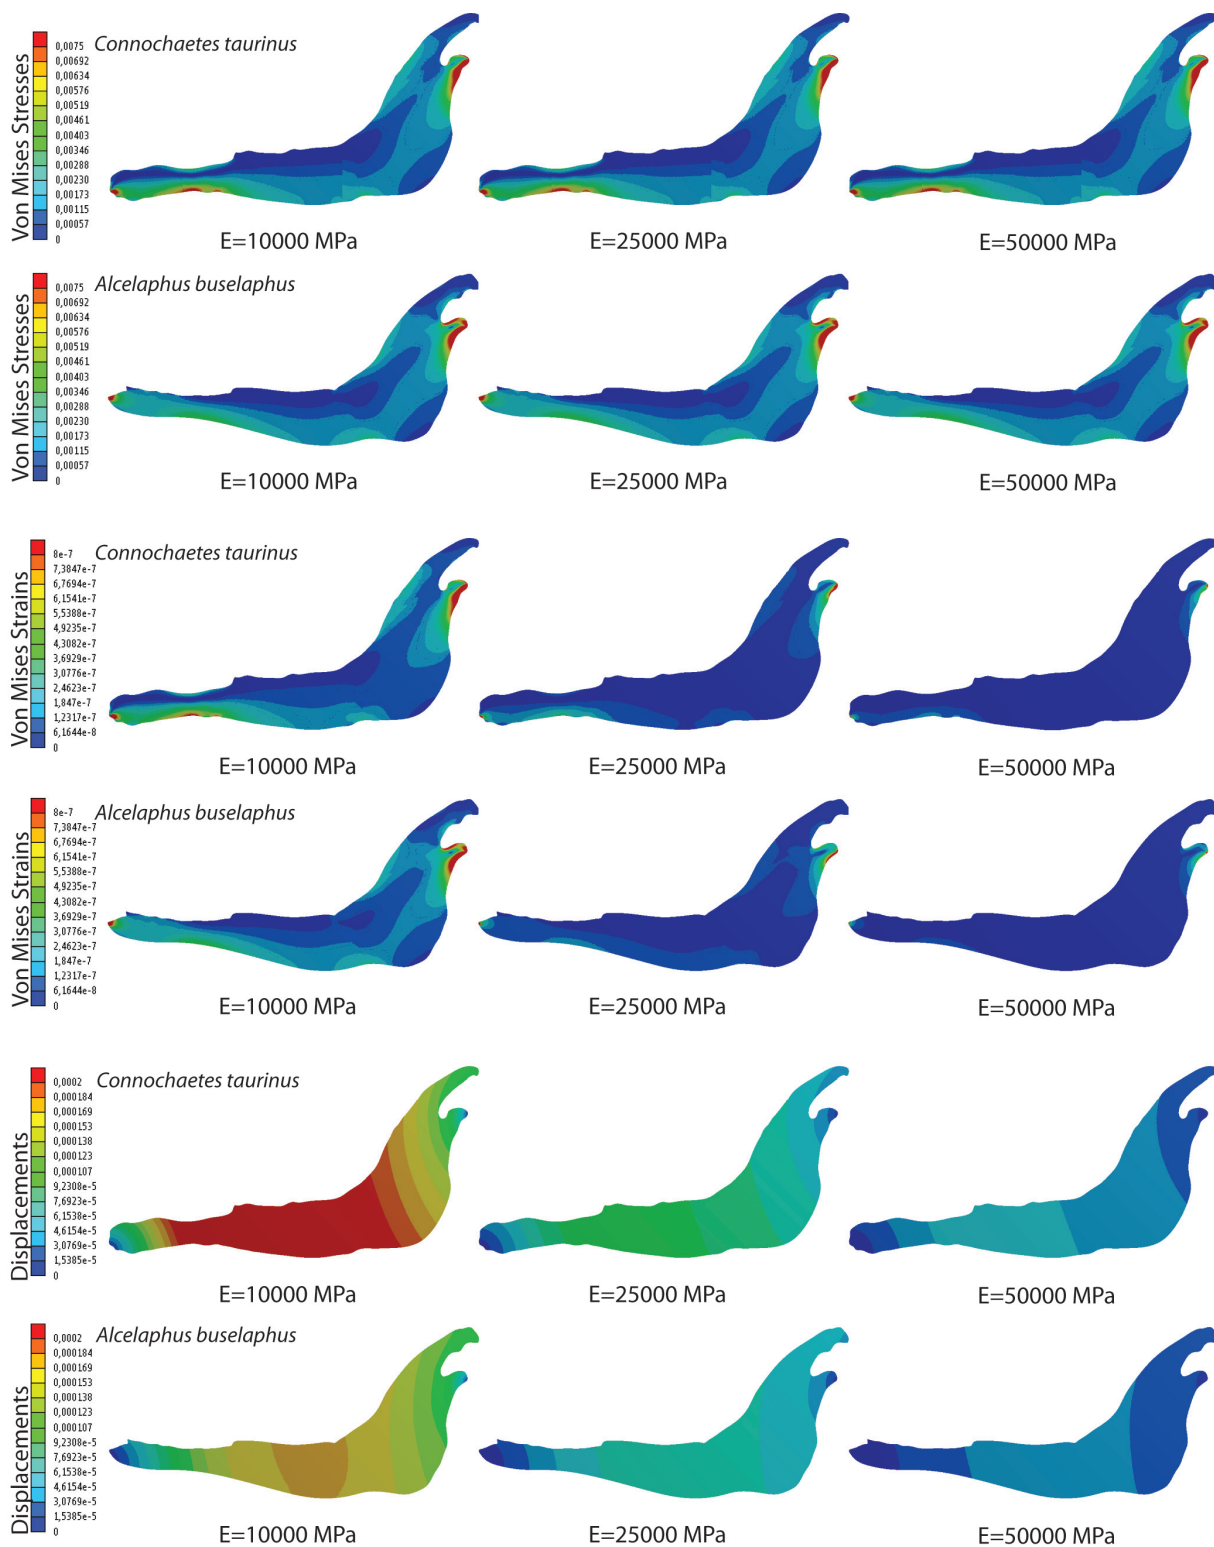 Connochaetes taurinus
Von Mises Stresses
0,0075
0,00692
0,00634
0,00576
0,00519
0,00461
0,00403
0,00346
0,00288
0,00230
0,00173
0,00115
0,00057
0
E=10000 MPa
E=25000 MPa
E=50000 MPa
Alcelaphus buselaphus
Von Mises Stresses
0,0075
0,00692
0,00634
0,00576
0,00519
0,00461
0,00403
0,00346
0,00288
0,00230
0,00173
0,00115
0,00057
0
E=10000 MPa
E=25000 MPa
E=50000 MPa
Connochaetes taurinus
Von Mises Strains
8e-7
7,3847e-7
6,7694e-7
6,1541e-7
5,5388e-7
4,9235e-7
4,3082e-7
3,6929e-7
3,0776e-7
2,4623e-7
1,847e-7
1,2317e-7
6,1644e-8
0
E=10000 MPa
E=25000 MPa
E=50000 MPa
Alcelaphus buselaphus
Von Mises Strains
8e-7
7,3847e-7
6,7694e-7
6,1541e-7
5,5388e-7
4,9235e-7
4,3082e-7
3,6929e-7
3,0776e-7
2,4623e-7
1,847e-7
1,2317e-7
6,1644e-8
0
E=10000 MPa
E=25000 MPa
E=50000 MPa
Connochaetes taurinus
Displacements
0,0002
0,000184
0,000169
0,000153
0,000138
0,000123
0,000107
9,2308e-5
7,6923e-5
6,1538e-5
4,6154e-5
3,0769e-5
1,5385e-5
0
E=10000 MPa
E=25000 MPa
E=50000 MPa
Alcelaphus buselaphus
Displacements
0,0002
0,000184
0,000169
0,000153
0,000138
0,000123
0,000107
9,2308e-5
7,6923e-5
6,1538e-5
4,6154e-5
3,0769e-5
1,5385e-5
0
E=10000 MPa
E=25000 MPa
E=50000 MPa